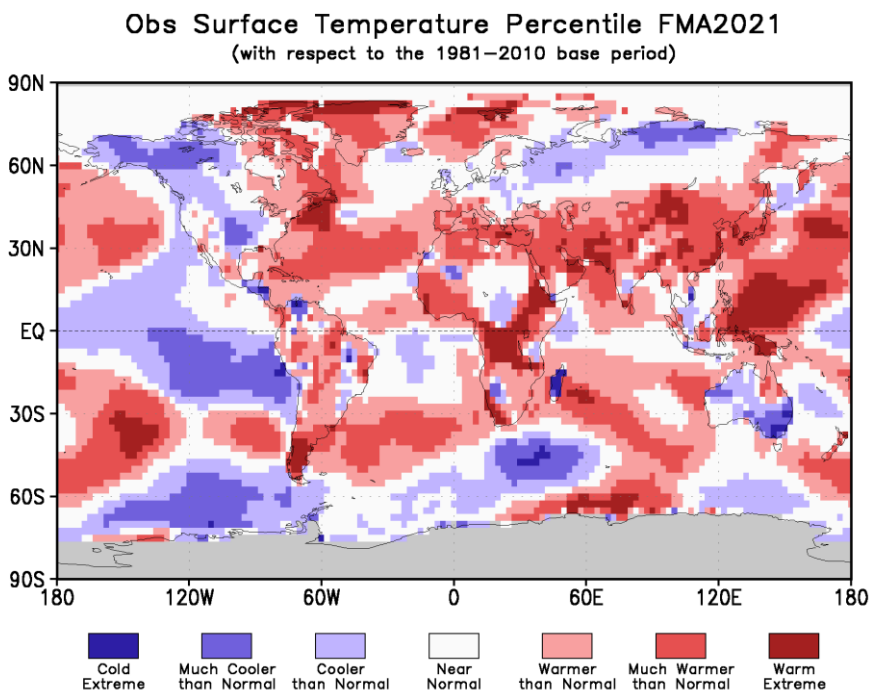 Obs Surface Temperature Percentile FMA2021
(with respect to the 1981–2010 base period)
90N
60N
30N
EQ
30S
60S
90S
180 120W 60W 0 60E 120E 180
Cold Extreme
Much Cooler than Normal
Cooler than Normal
Near Normal
Warmer than Normal
Much Warmer than Normal
Warm Extreme